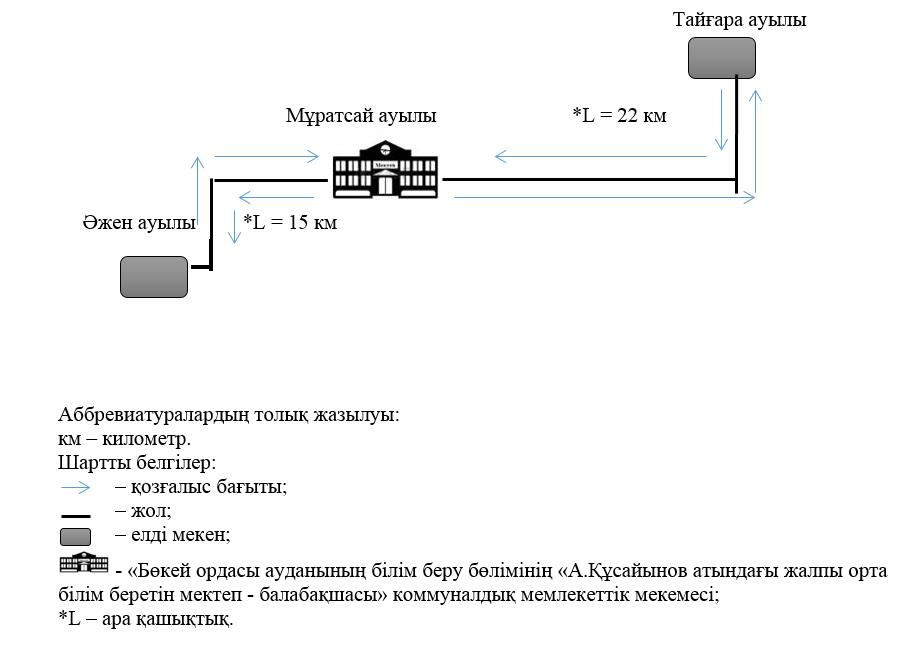 Тайғара ауылы
Мұратсай ауылы
*L = 22 км
Мектеп
Әжен ауылы
*L = 15 км
Аббревиатуралардың толық жазылуы:
км – километр.
Шартты белгілер:
– қозғалыс бағыты;
– жол;
– елді мекен;
- «Бөкей ордасы ауданының білім беру бөлімінің «А.Құсайынов атындағы жалпы орта
білім беретін мектеп - балабақшасы» коммуналдық мемлекеттік мекемесі;
*L – ара қашықтық.